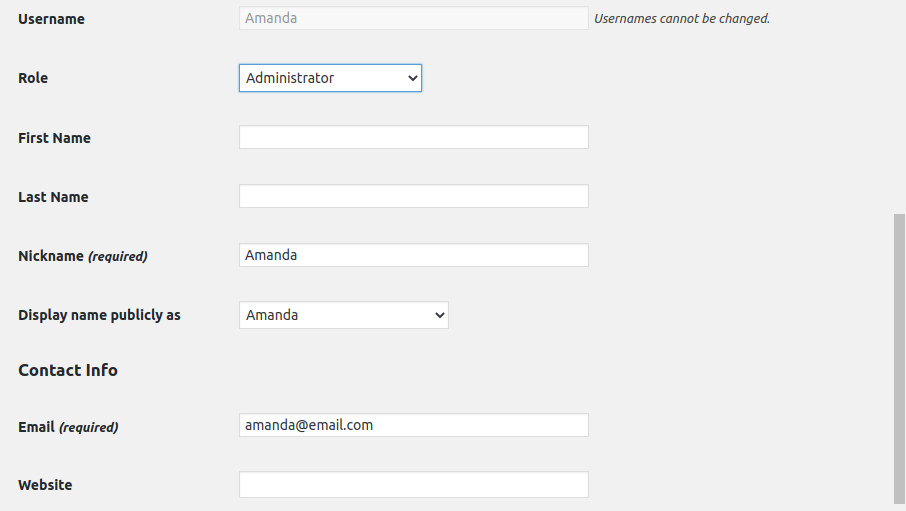 Username Amanda Usernames cannot be changed.
Role Administrator
First Name
Last Name
Nickname (required) Amanda
Display name publicly as Amanda
Contact Info
Email (required) amanda@email.com
Website